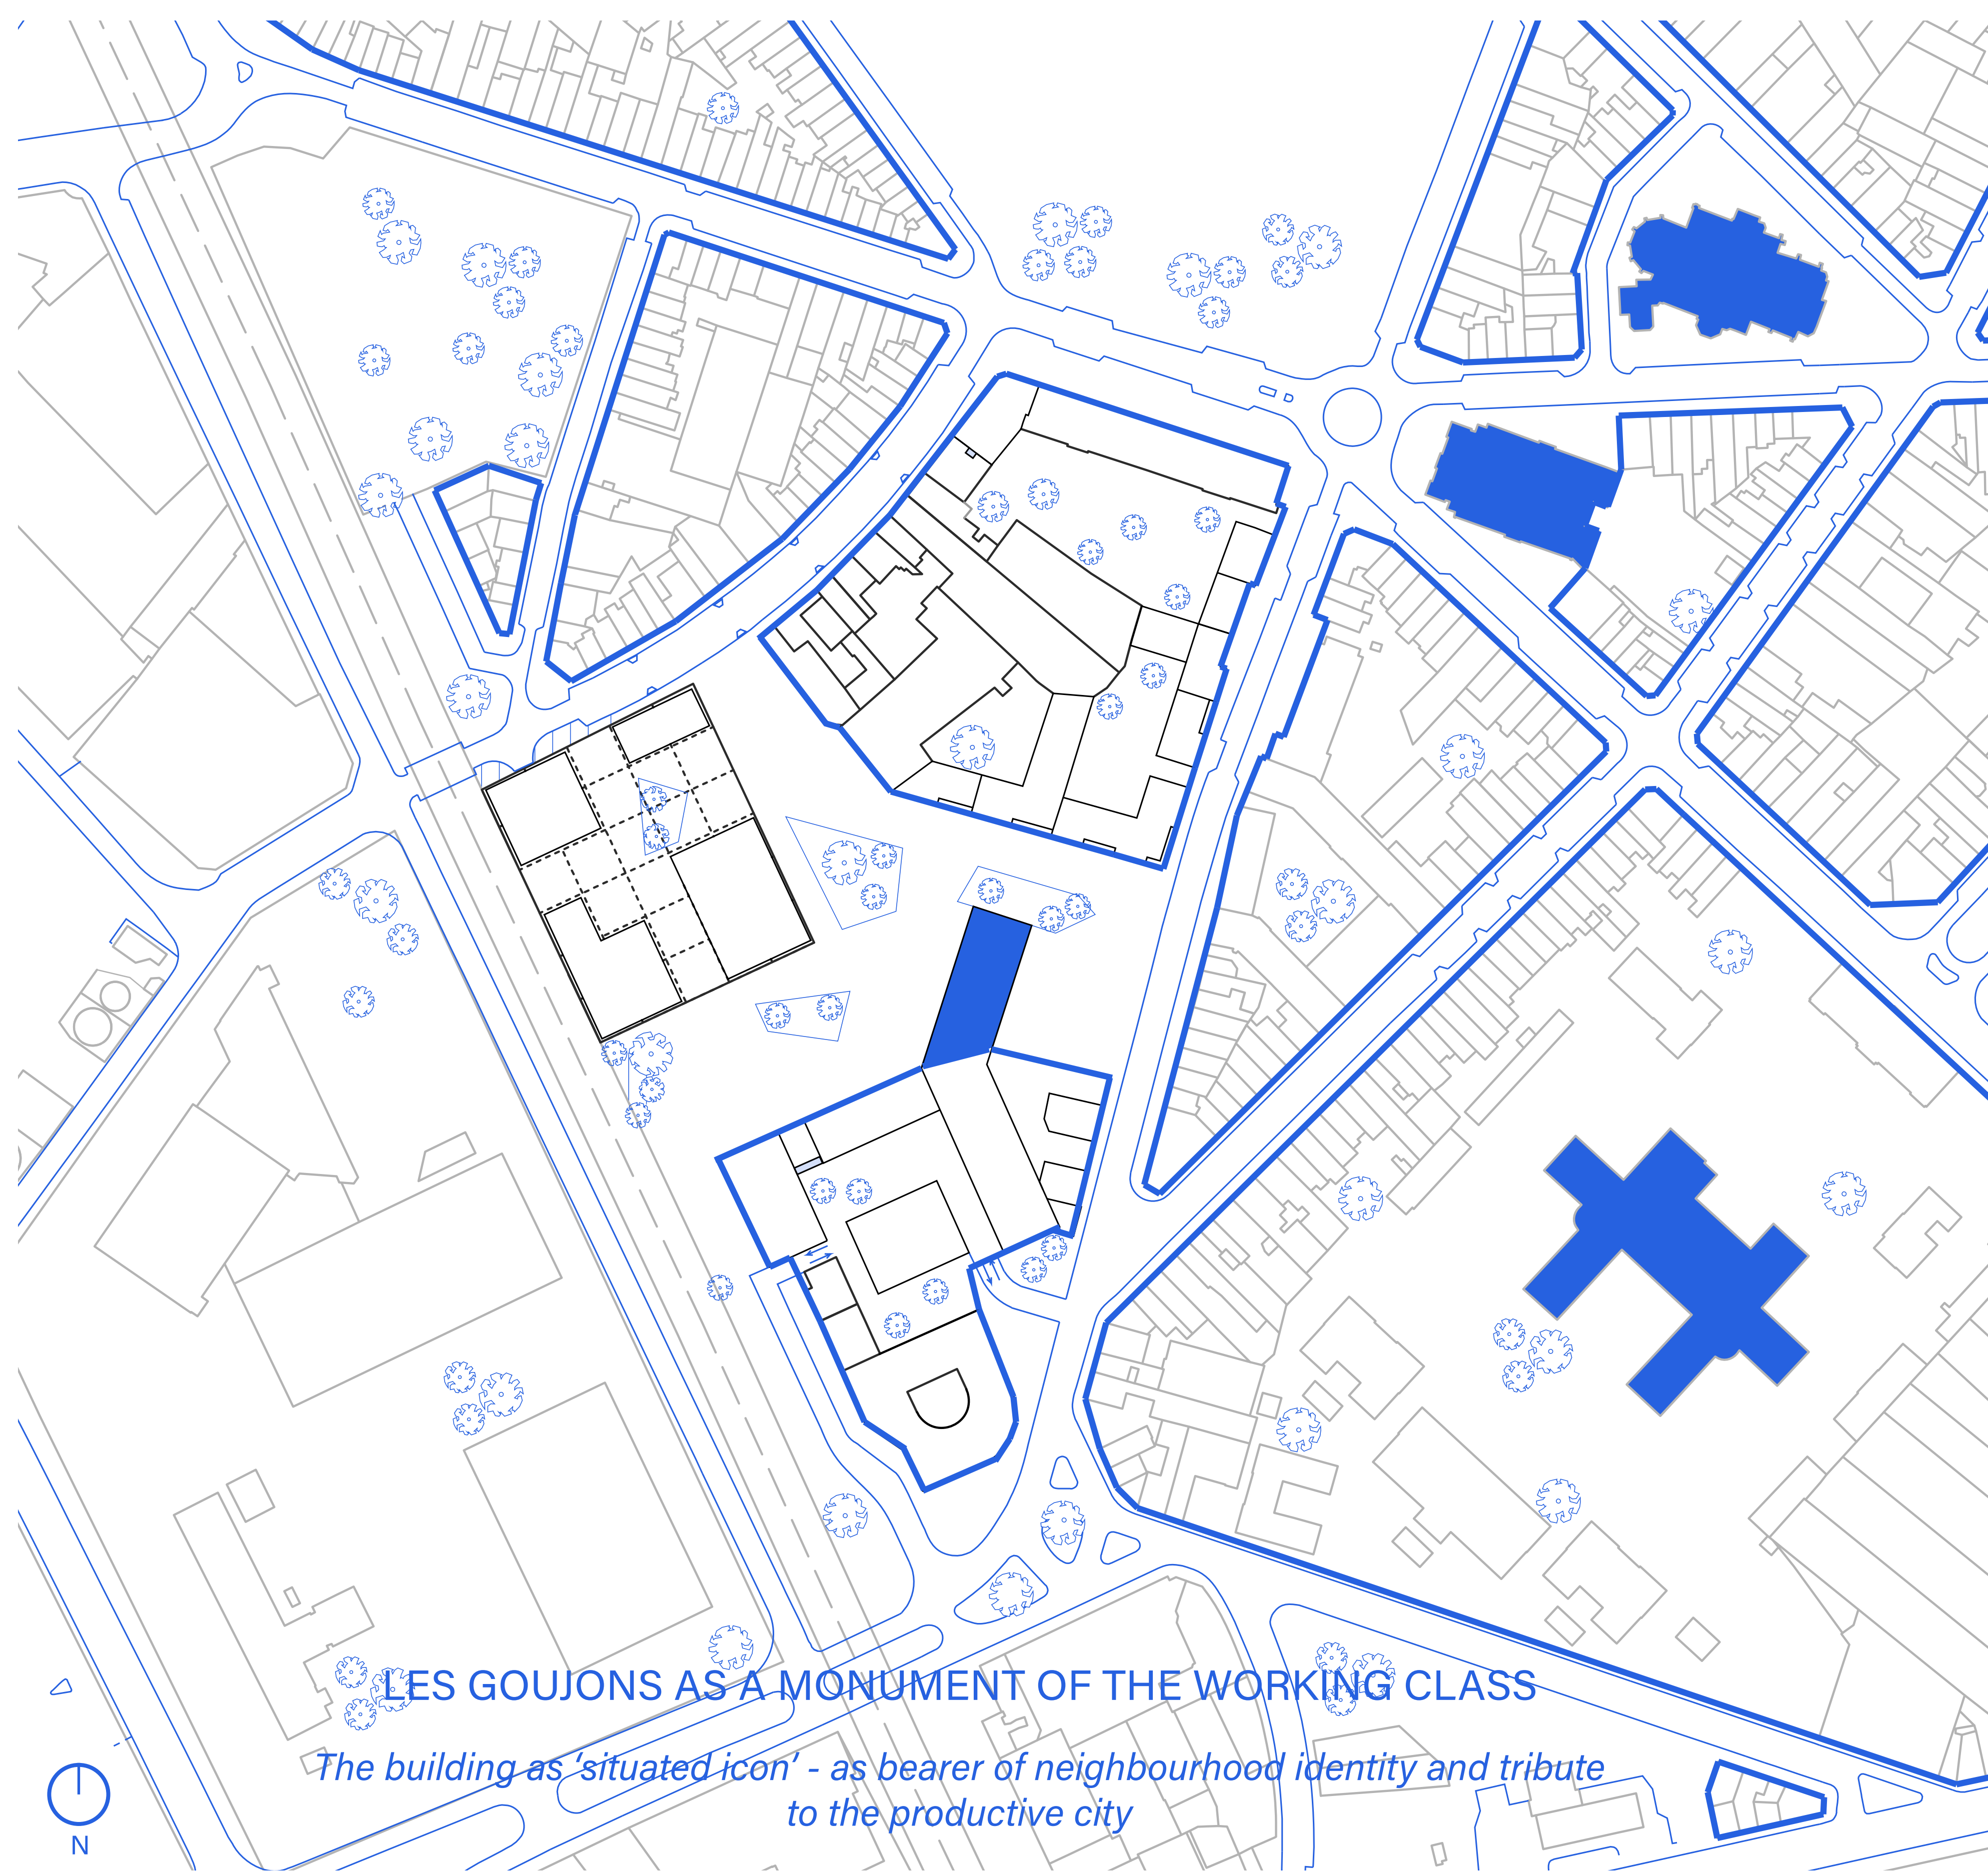 LES GOUJONS AS A MONUMENT OF THE WORKING CLASS
The building as ‘situated icon’ - as bearer of neighbourhood identity and tribute
to the productive city
N